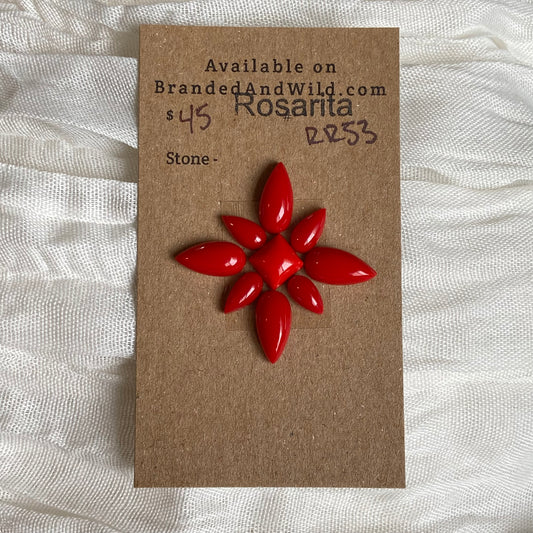 Available on
BrandedAndWild.com
$45 Rosarita
# RR53
Stone -